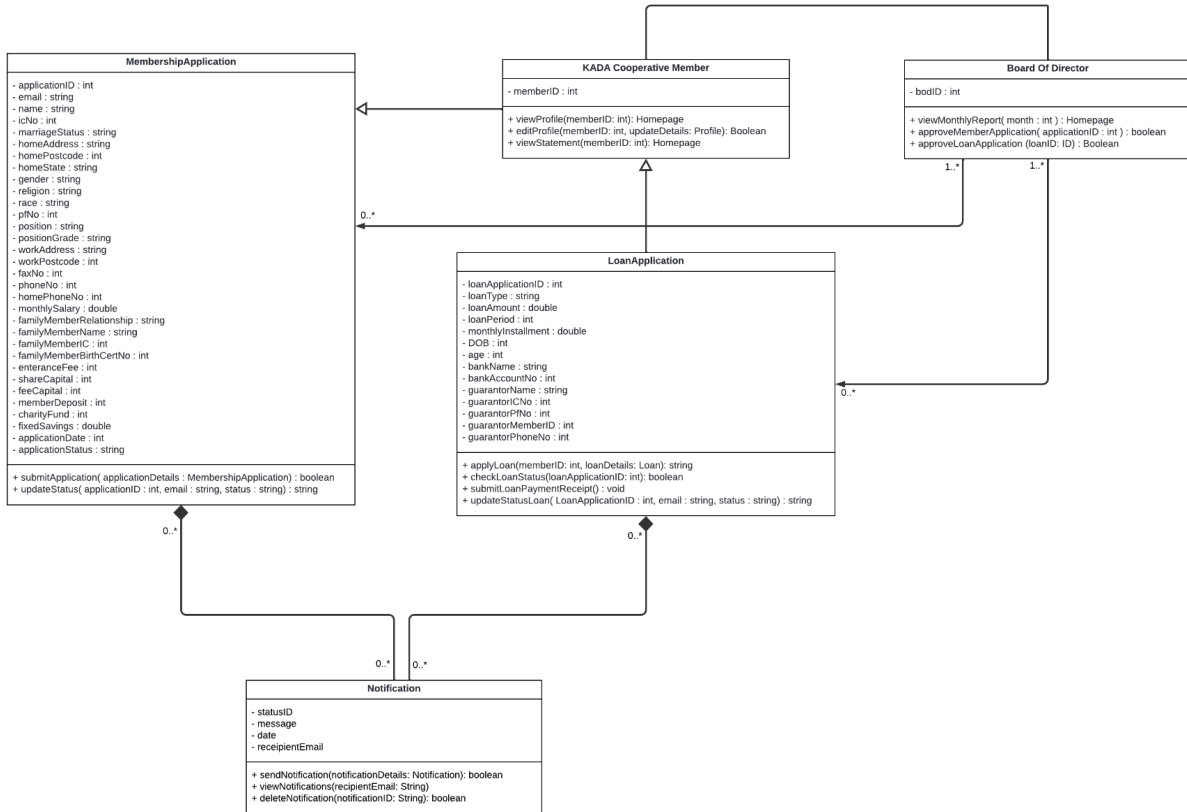 MembershipApplication
- applicationID : int
- email : string
- name : string
- icNo : int
- marriageStatus : string
- homeAddress : string
- homePostcode : int
- homeState : string
- gender : string
- religion : string
- race : string
- pfNo : int
- position : string
- positionGrade : string
- workAddress : string
- workPostcode : int
- faxNo : int
- phoneNo : int
- homePhoneNo : int
- monthlySalary : double
- familyMemberRelationship : string
- familyMemberName : string
- familyMemberIC : int
- familyMemberBirthCertNo : int
- enteranceFee : int
- shareCapital : int
- feeCapital : int
- memberDeposit : int
- charityFund : int
- fixedSavings : double
- applicationDate : int
- applicationStatus : string
+ submitApplication( applicationDetails : MembershipApplication) : boolean
+ updateStatus( applicationID : int, email : string, status : string) : string
KADA Cooperative Member
- memberID : int
+ viewProfile(memberID: int): Homepage
+ editProfile(memberID: int, updateDetails: Profile): Boolean
+ viewStatement(memberID: int): Homepage
Board Of Director
- bodID : int
+ viewMonthlyReport( month : int ) : Homepage
+ approveMemberApplication( applicationID : int ) : boolean
+ approveLoanApplication (loanID: ID) : Boolean
1..*
1..*
0..*
LoanApplication
- loanApplicationID : int
- loanType : string
- loanAmount : double
- loanPeriod : int
- monthlyInstallment : double
- DOB : int
- age : int
- bankName : string
- bankAccountNo : int
- guarantorName : string
- guarantorICNo : int
- guarantorPfNo : int
- guarantorMemberID : int
- guarantorPhoneNo : int
+ applyLoan(memberID: int, loanDetails: Loan): string
+ checkLoanStatus(loanApplicationID: int): boolean
+ submitLoanPaymentReceipt() : void
+ updateStatusLoan( LoanApplicationID : int, email : string, status : string) : string
0..*
0..*
0..*
0..*
0..*
Notification
- statusID
- message
- date
- receipientEmail
+ sendNotification(notificationDetails: Notification): boolean
+ viewNotifications(recipientEmail: String)
+ deleteNotification(notificationID: String): boolean